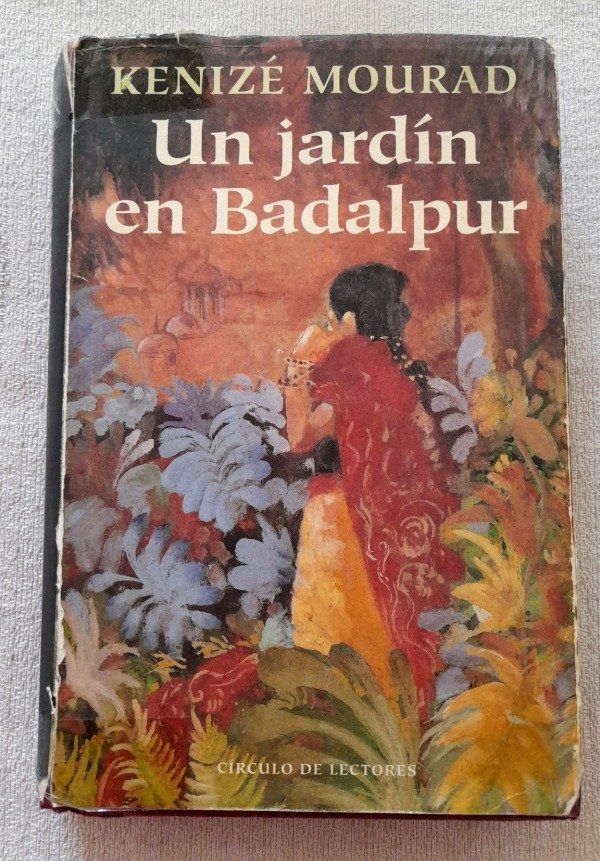 KENIZÉ MOURAD
Un jardín
en Badalpur
CÍRCULO DE LECTORES